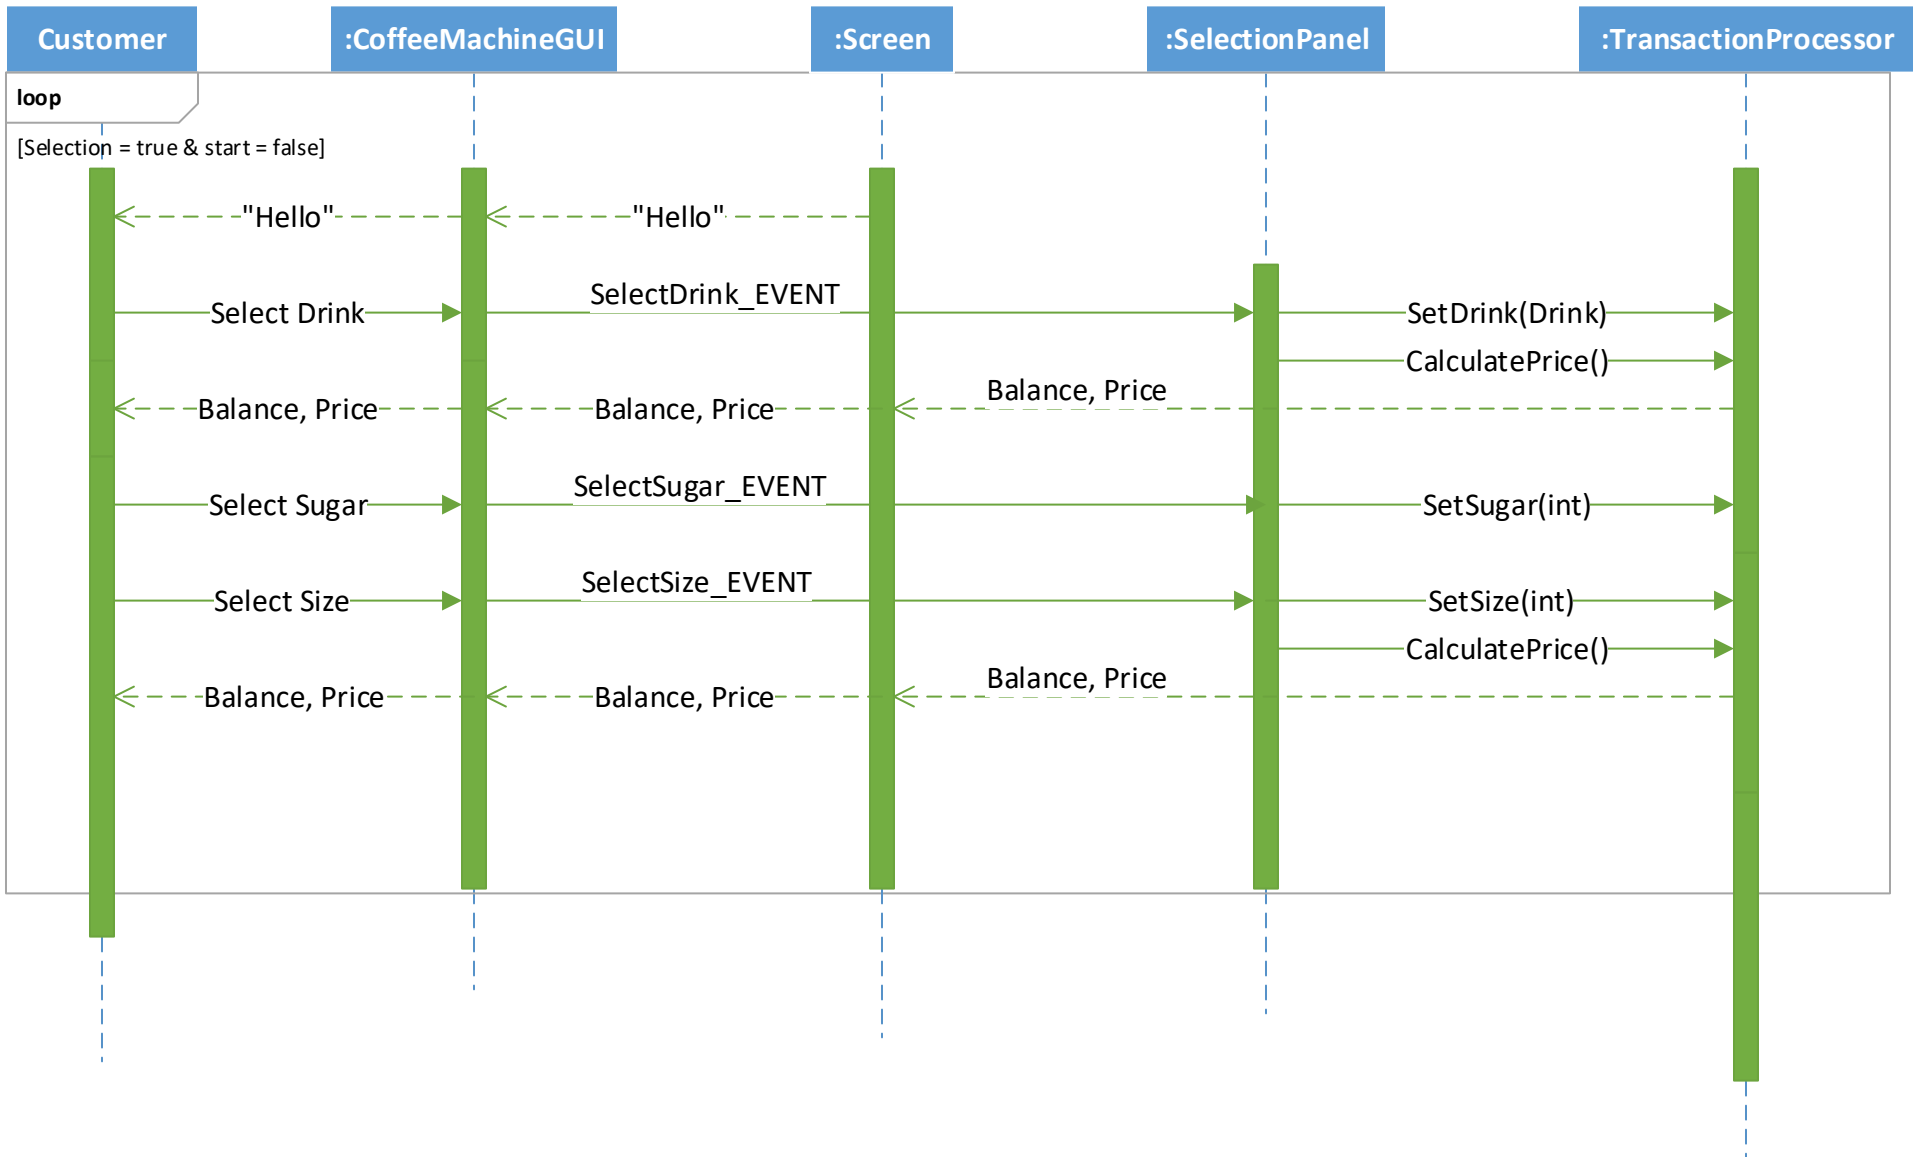 Customer
:CoffeeMachineGUI
:Screen
:SelectionPanel
:TransactionProcessor
loop
[Selection = true & start = false]
"Hello"
"Hello"
Select Drink
SelectDrink_EVENT
SetDrink(Drink)
CalculatePrice()
Balance, Price
Balance, Price
Balance, Price
Select Sugar
SelectSugar_EVENT
SetSugar(int)
Select Size
SelectSize_EVENT
SetSize(int)
CalculatePrice()
Balance, Price
Balance, Price
Balance, Price